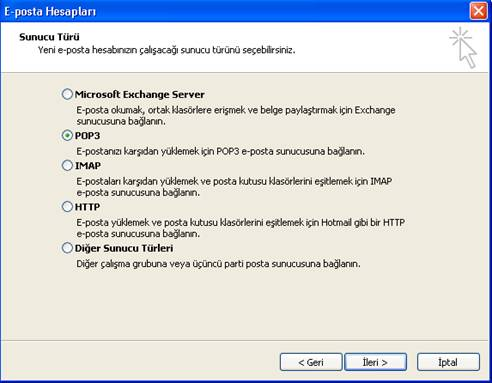 E-posta Hesapları
Sunucu Türü
Yeni e-posta hesabınızın çalışacağı sunucu türünü seçebilirsiniz.
Microsoft Exchange Server
E-posta okumak, ortak klasörlere erişmek ve belge paylaştırmak için Exchange
sunucusuna bağlanın.
POP3
E-postanızı karşıdan yüklemek için POP3 e-posta sunucusuna bağlanın.
IMAP
E-postaları karşıdan yüklemek ve posta kutusu klasörlerini eşitlemek için IMAP
e-posta sunucusuna bağlanın.
HTTP
E-posta yüklemek ve posta kutusu klasörlerini eşitlemek için Hotmail gibi bir HTTP
e-posta sunucusuna bağlanın.
Diğer Sunucu Türleri
Diğer çalışma grubuna veya üçüncü parti posta sunucusuna bağlanın.
< Geri
İleri >
İptal